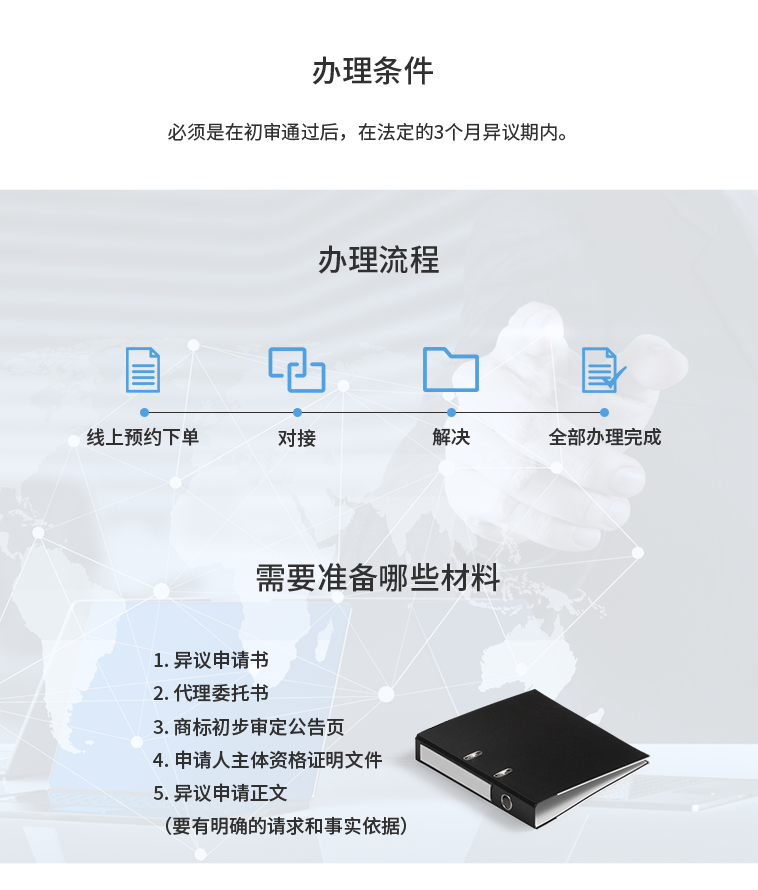 办理条件
必须是在初审通过后，在法定的3个月异议期内。
办理流程
线上预约下单
对接
解决
全部办理完成
需要准备哪些材料
1. 异议申请书
2. 代理委托书
3. 商标初步审定公告页
4. 申请人主体资格证明文件
5. 异议申请正文
（要有明确的请求和事实依据）